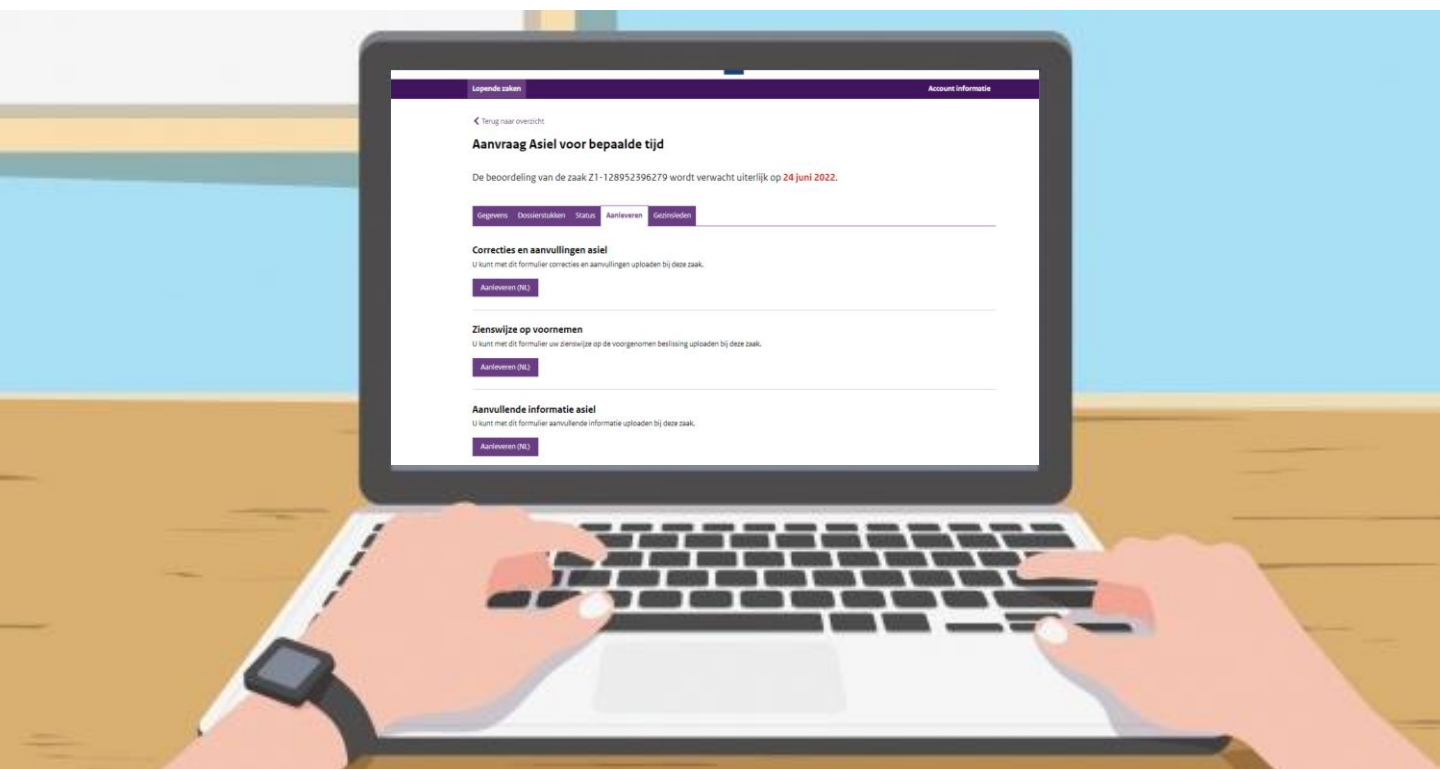 Lopende zaken
Account informatie
Terug naar overzicht
Aanvraag Asiel voor bepaalde tijd
De beoordeling van de zaak Z1-128952396279 wordt verwacht uiterlijk op 24 juni 2022.
Gegevens Dossierstukken Status Aanleveren Gezinsleden
Correcties en aanvullingen asiel
U kunt met dit formulier correcties en aanvullingen uploaden bij deze zaak.
Aanleveren (NL)
Zienswijze op voornemen
U kunt met dit formulier uw zienswijze op de voorgenomen beslissing uploaden bij deze zaak.
Aanleveren (NL)
Aanvullende informatie asiel
U kunt met dit formulier aanvullende informatie uploaden bij deze zaak.
Aanleveren (NL)